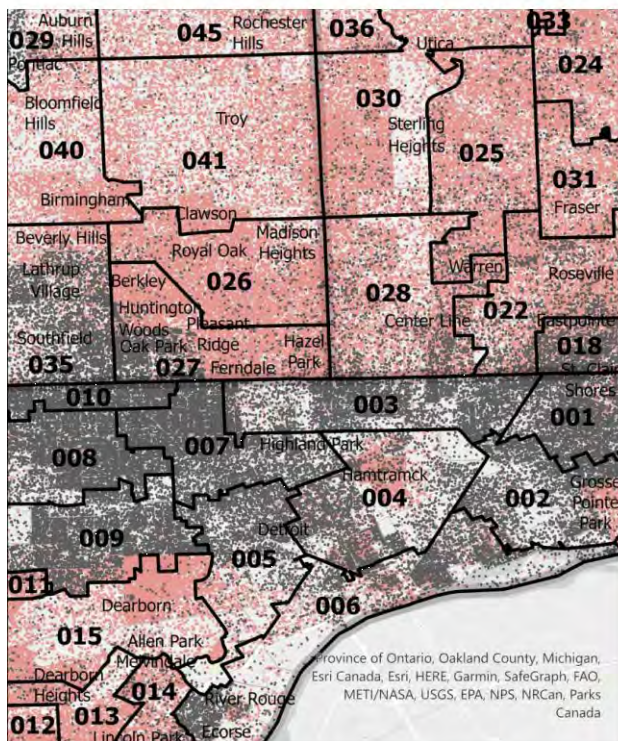 Auburn
Hills
029
Pontiac
045
Rochester
Hills
036
Utica
033
024
Bloomfield
Hills
040
Troy
041
030
Sterling
Heights
025
031
Fraser
Birmingham
Clawson
Beverly Hills
Royal Oak
Madison
Heights
026
Lathrup
Village
Berkley
Huntington
Woods
Pleasant
Ridge
Oak Park
Southfield
035
027
Ferndale
Hazel
Park
028
Center Line
Warren
022
Roseville
Eastpointe
018
St. Clair
Shores
010
003
001
008
007
Highland Park
Hamtramck
004
002
Grosse
Pointe
Park
009
Detroit
005
006
011
Dearborn
015
Allen Park
Melvindale
Dearborn
Heights
014
River Rouge
012
013
Lincoln Park
Ecorse
Province of Ontario, Oakland County, Michigan,
Esri Canada, Esri, HERE, Garmin, SafeGraph, FAO,
METI/NASA, USGS, EPA, NPS, NRCan, Parks
Canada